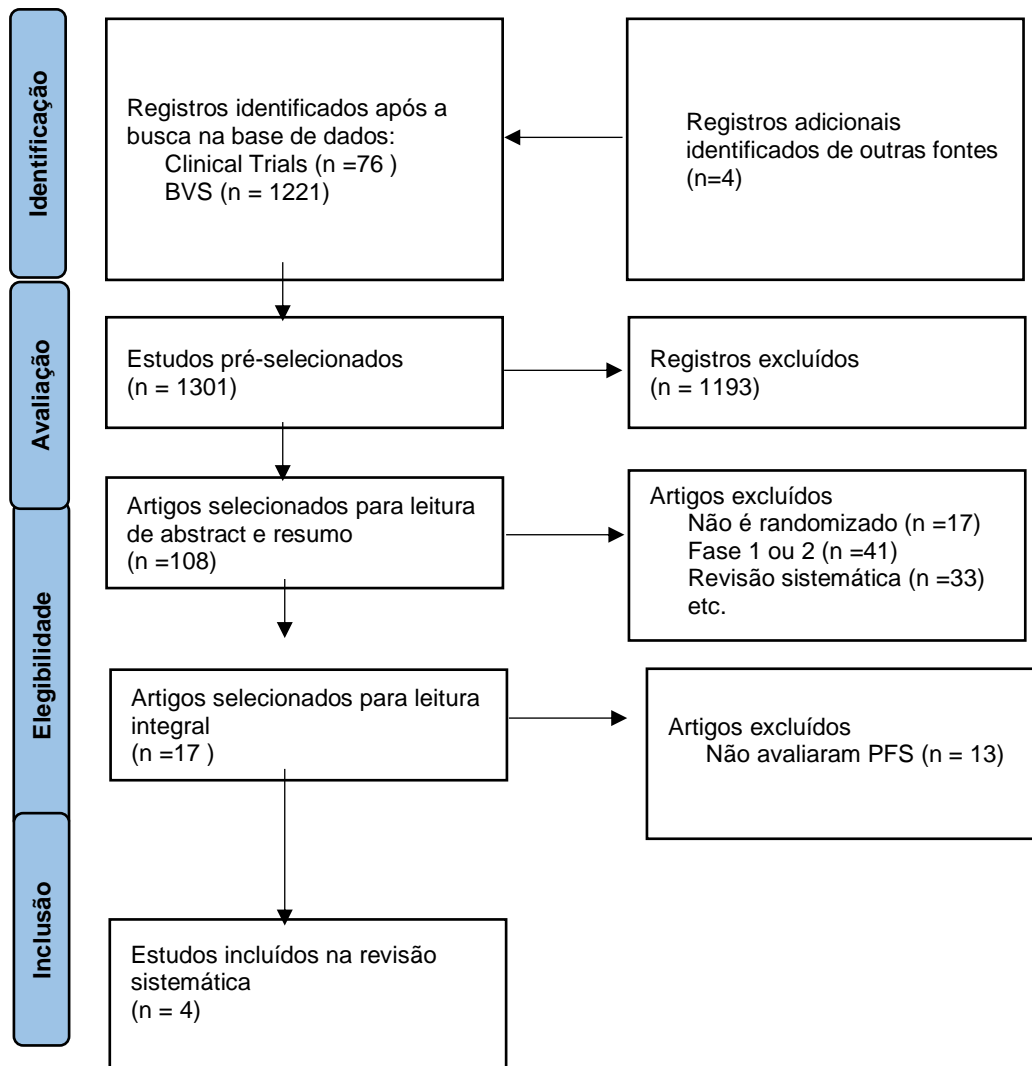 Identificação
Registros identificados após a
busca na base de dados:
Clinical Trials (n =76 )
BVS (n = 1221)
Registros adicionais
identificados de outras fontes
(n=4)
Avaliação
Estudos pré-selecionados
(n = 1301)
Registros excluídos
(n = 1193)
Elegibilidade
Artigos selecionados para leitura
de abstract e resumo
(n =108)
Artigos excluídos
Não é randomizado (n =17)
Fase 1 ou 2 (n =41)
Revisão sistemática (n =33)
etc.
Artigos selecionados para leitura
integral
(n =17 )
Artigos excluídos
Não avaliaram PFS (n = 13)
Inclusão
Estudos incluídos na revisão
sistemática
(n = 4)